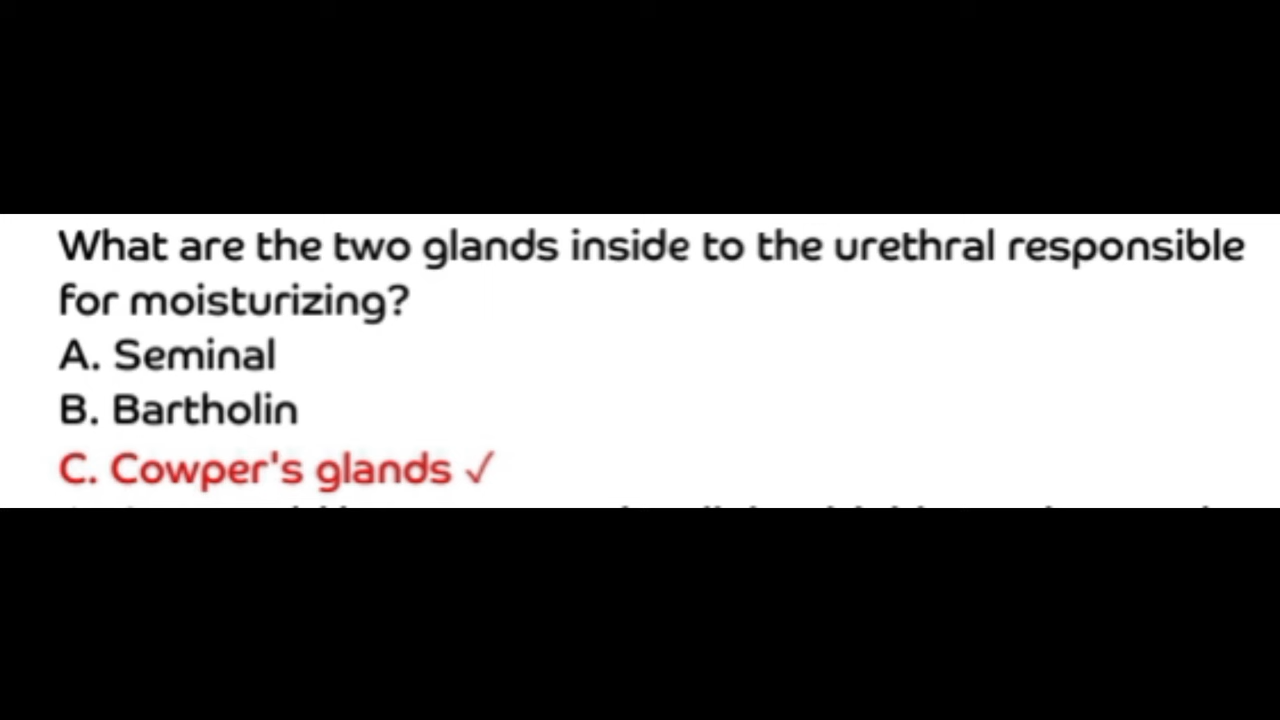 What are the two glands inside to the urethral responsible
for moisturizing?
A. Seminal
B. Bartholin
C. Cowper's glands ✓